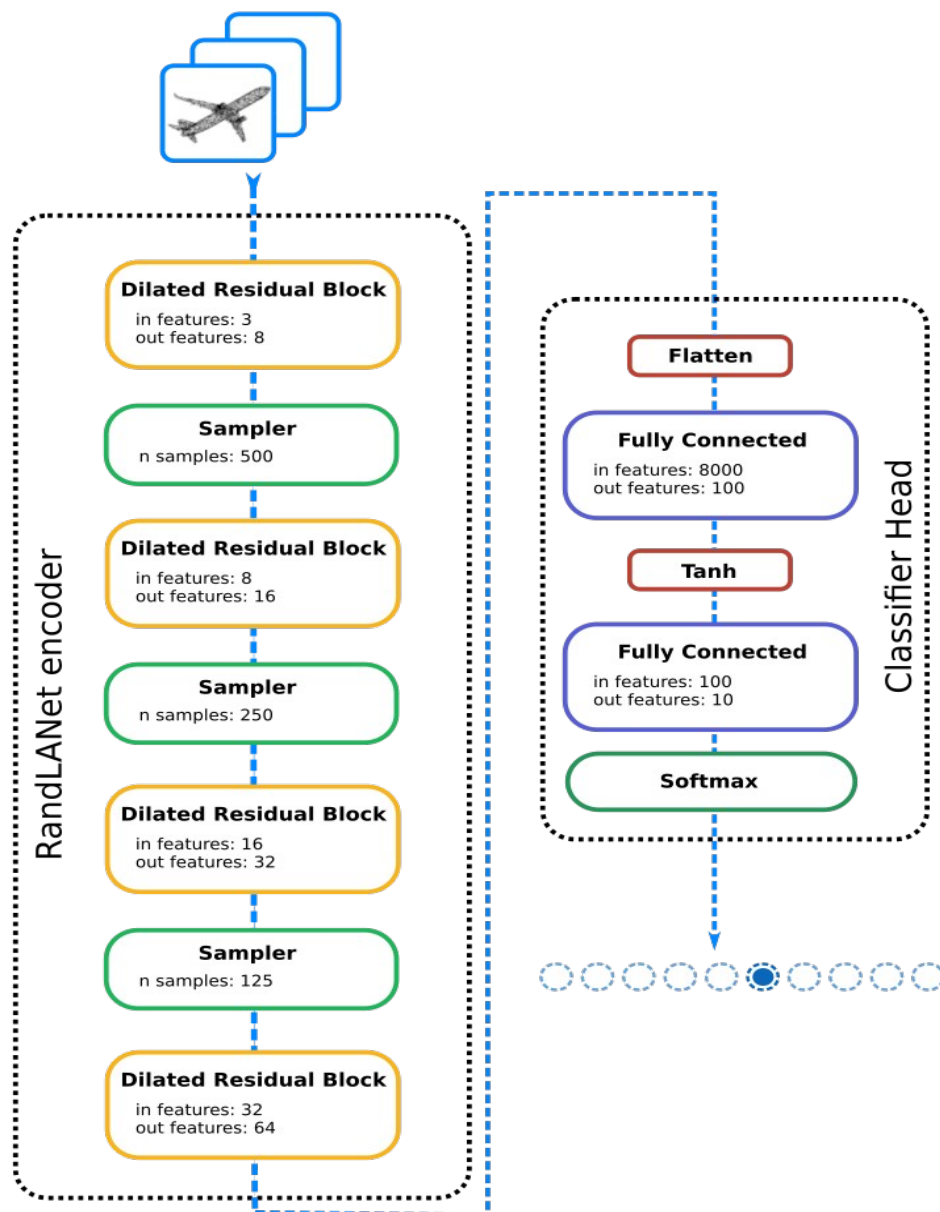 RandLANet encoder
Dilated Residual Block
in features: 3
out features: 8
Sampler
n samples: 500
Dilated Residual Block
in features: 8
out features: 16
Sampler
n samples: 250
Dilated Residual Block
in features: 16
out features: 32
Sampler
n samples: 125
Dilated Residual Block
in features: 32
out features: 64
Classifier Head
Flatten
Fully Connected
in features: 8000
out features: 100
Tanh
Fully Connected
in features: 100
out features: 10
Softmax